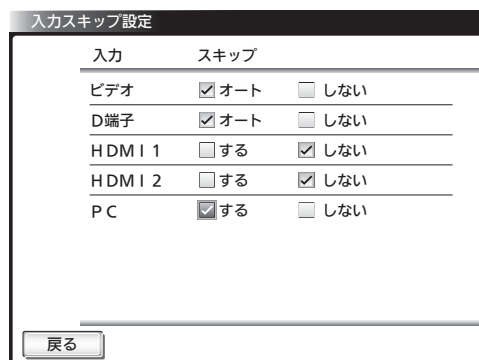 入力スキップ設定
入力 スキップ
ビデオ オート しない
D端子 オート しない
HDMI1 する しない
HDMI2 する しない
PC する しない
戻る